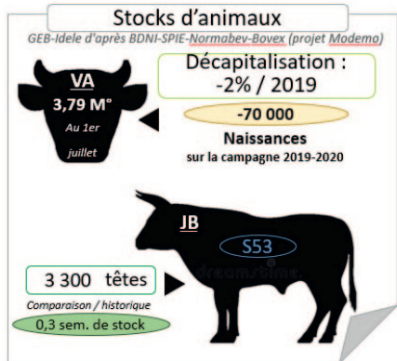 Stocks d'animaux
GEB-Idele d'après BDNI-SPIE-Normabev-Bovex (projet Modemo)
VA
3,79 M°
Au 1er
juillet
Décapitalisation :
-2% / 2019
-70 000
Naissances
sur la campagne 2019-2020
JB
S53
dreamstime
3 300 têtes
Comparaison / historique
0,3 sem. de stock